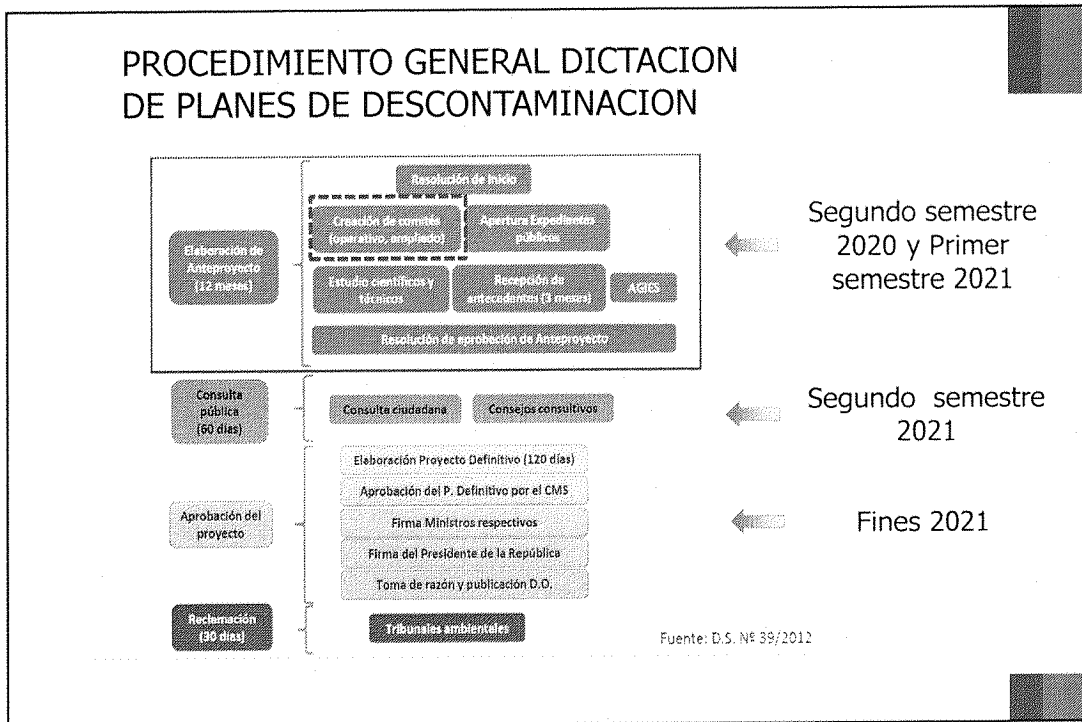 PROCEDIMIENTO GENERAL DICTACION
DE PLANES DE DESCONTAMINACION
Elaboración de
Anteproyecto
(12 meses)
Resolución de Inicio
Creación de comités
(operativo, ampliado)
Apertura Expedientes
públicos
Estudio científicos y
técnicos
Recepción de
antecedentes (3 meses)
AGIES
Resolución de aprobación de Anteproyecto
Segundo semestre
2020 y Primer
semestre 2021
Consulta
pública
(60 días)
Consulta ciudadana
Consejos consultivos
Segundo semestre
2021
Aprobación del
proyecto
Elaboración Proyecto Definitivo (120 días)
Aprobación del P. Definitivo por el CMS
Firma Ministros respectivos
Firma del Presidente de la República
Toma de razón y publicación D.O.
Fines 2021
Reclamación
(30 días)
Tribunales ambientales
Fuente: D.S. Nº 39/2012